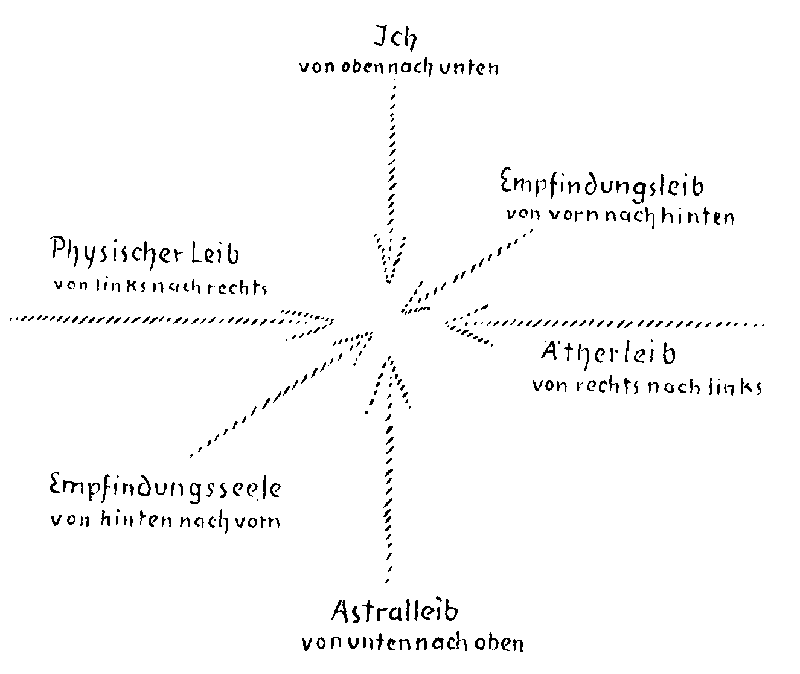 Ich
von oben nach unten
Empfindungsleib
von vorn nach hinten
Physischer Leib
von links nach rechts
Ätherleib
von rechts nach links
Empfindungsseele
von hinten nach vorn
Astralleib
von unten nach oben